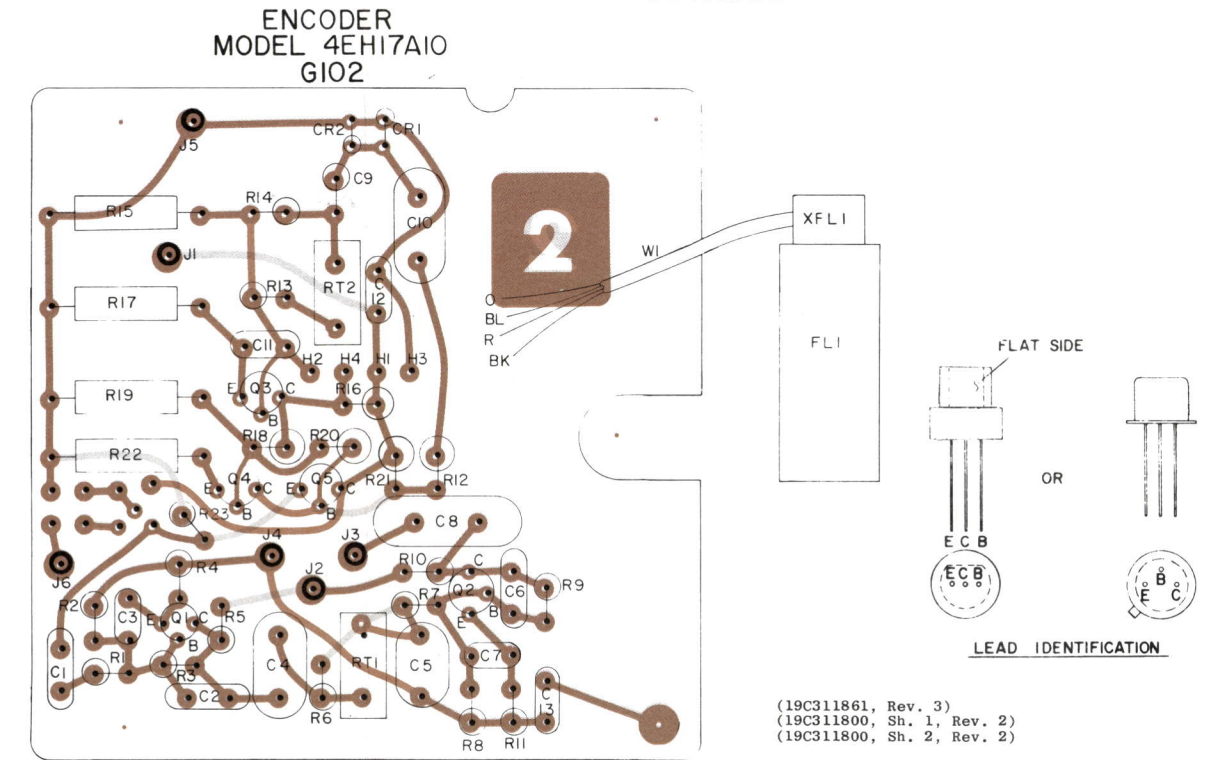 ENCODER
MODEL 4EH17A10
G102
J5
CR2
CR1
C9
R15
R14
C10
2
XFL1
W1
J1
RT2
C
12
R17
R13
O
BL
R
BK
FL1
FLAT SIDE
C11
H2
H4
H1
H3
R19
E
Q3
C
B
R16
R18
R20
R22
Q4
E
C
B
Q5
E
C
B
R21
R12
OR
R23
C8
J4
J3
E C B
J6
R4
J2
R10
C
Q2
B
E
C6
R9
E C B
B
E
C
R2
C3
E
Q1
C
B
R5
R7
R1
R3
C1
C2
C4
RT1
C5
C7
R6
C
13
R8
R11
LEAD IDENTIFICATION
(19C311861, Rev. 3)
(19C311800, Sh. 1, Rev. 2)
(19C311800, Sh. 2, Rev. 2)